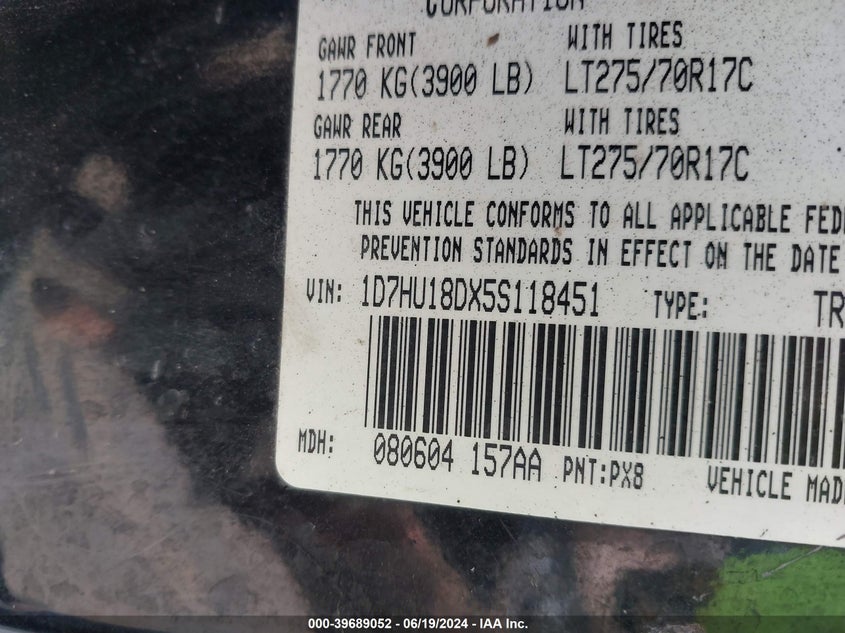 CORPORATION
GAWR FRONT WITH TIRES
1770 KG(3900 LB) LT275/70R17C
GAWR REAR WITH TIRES
1770 KG(3900 LB) LT275/70R17C
THIS VEHICLE CONFORMS TO ALL APPLICABLE FED
PREVENTION STANDARDS IN EFFECT ON THE DATE
VIN: 1D7HU18DX5S118451 TYPE: TR
MDH: 080604 157AA PNT:PX8 VEHICLE MAD
000-39689052 / 06/19/2024 - IAA Inc.